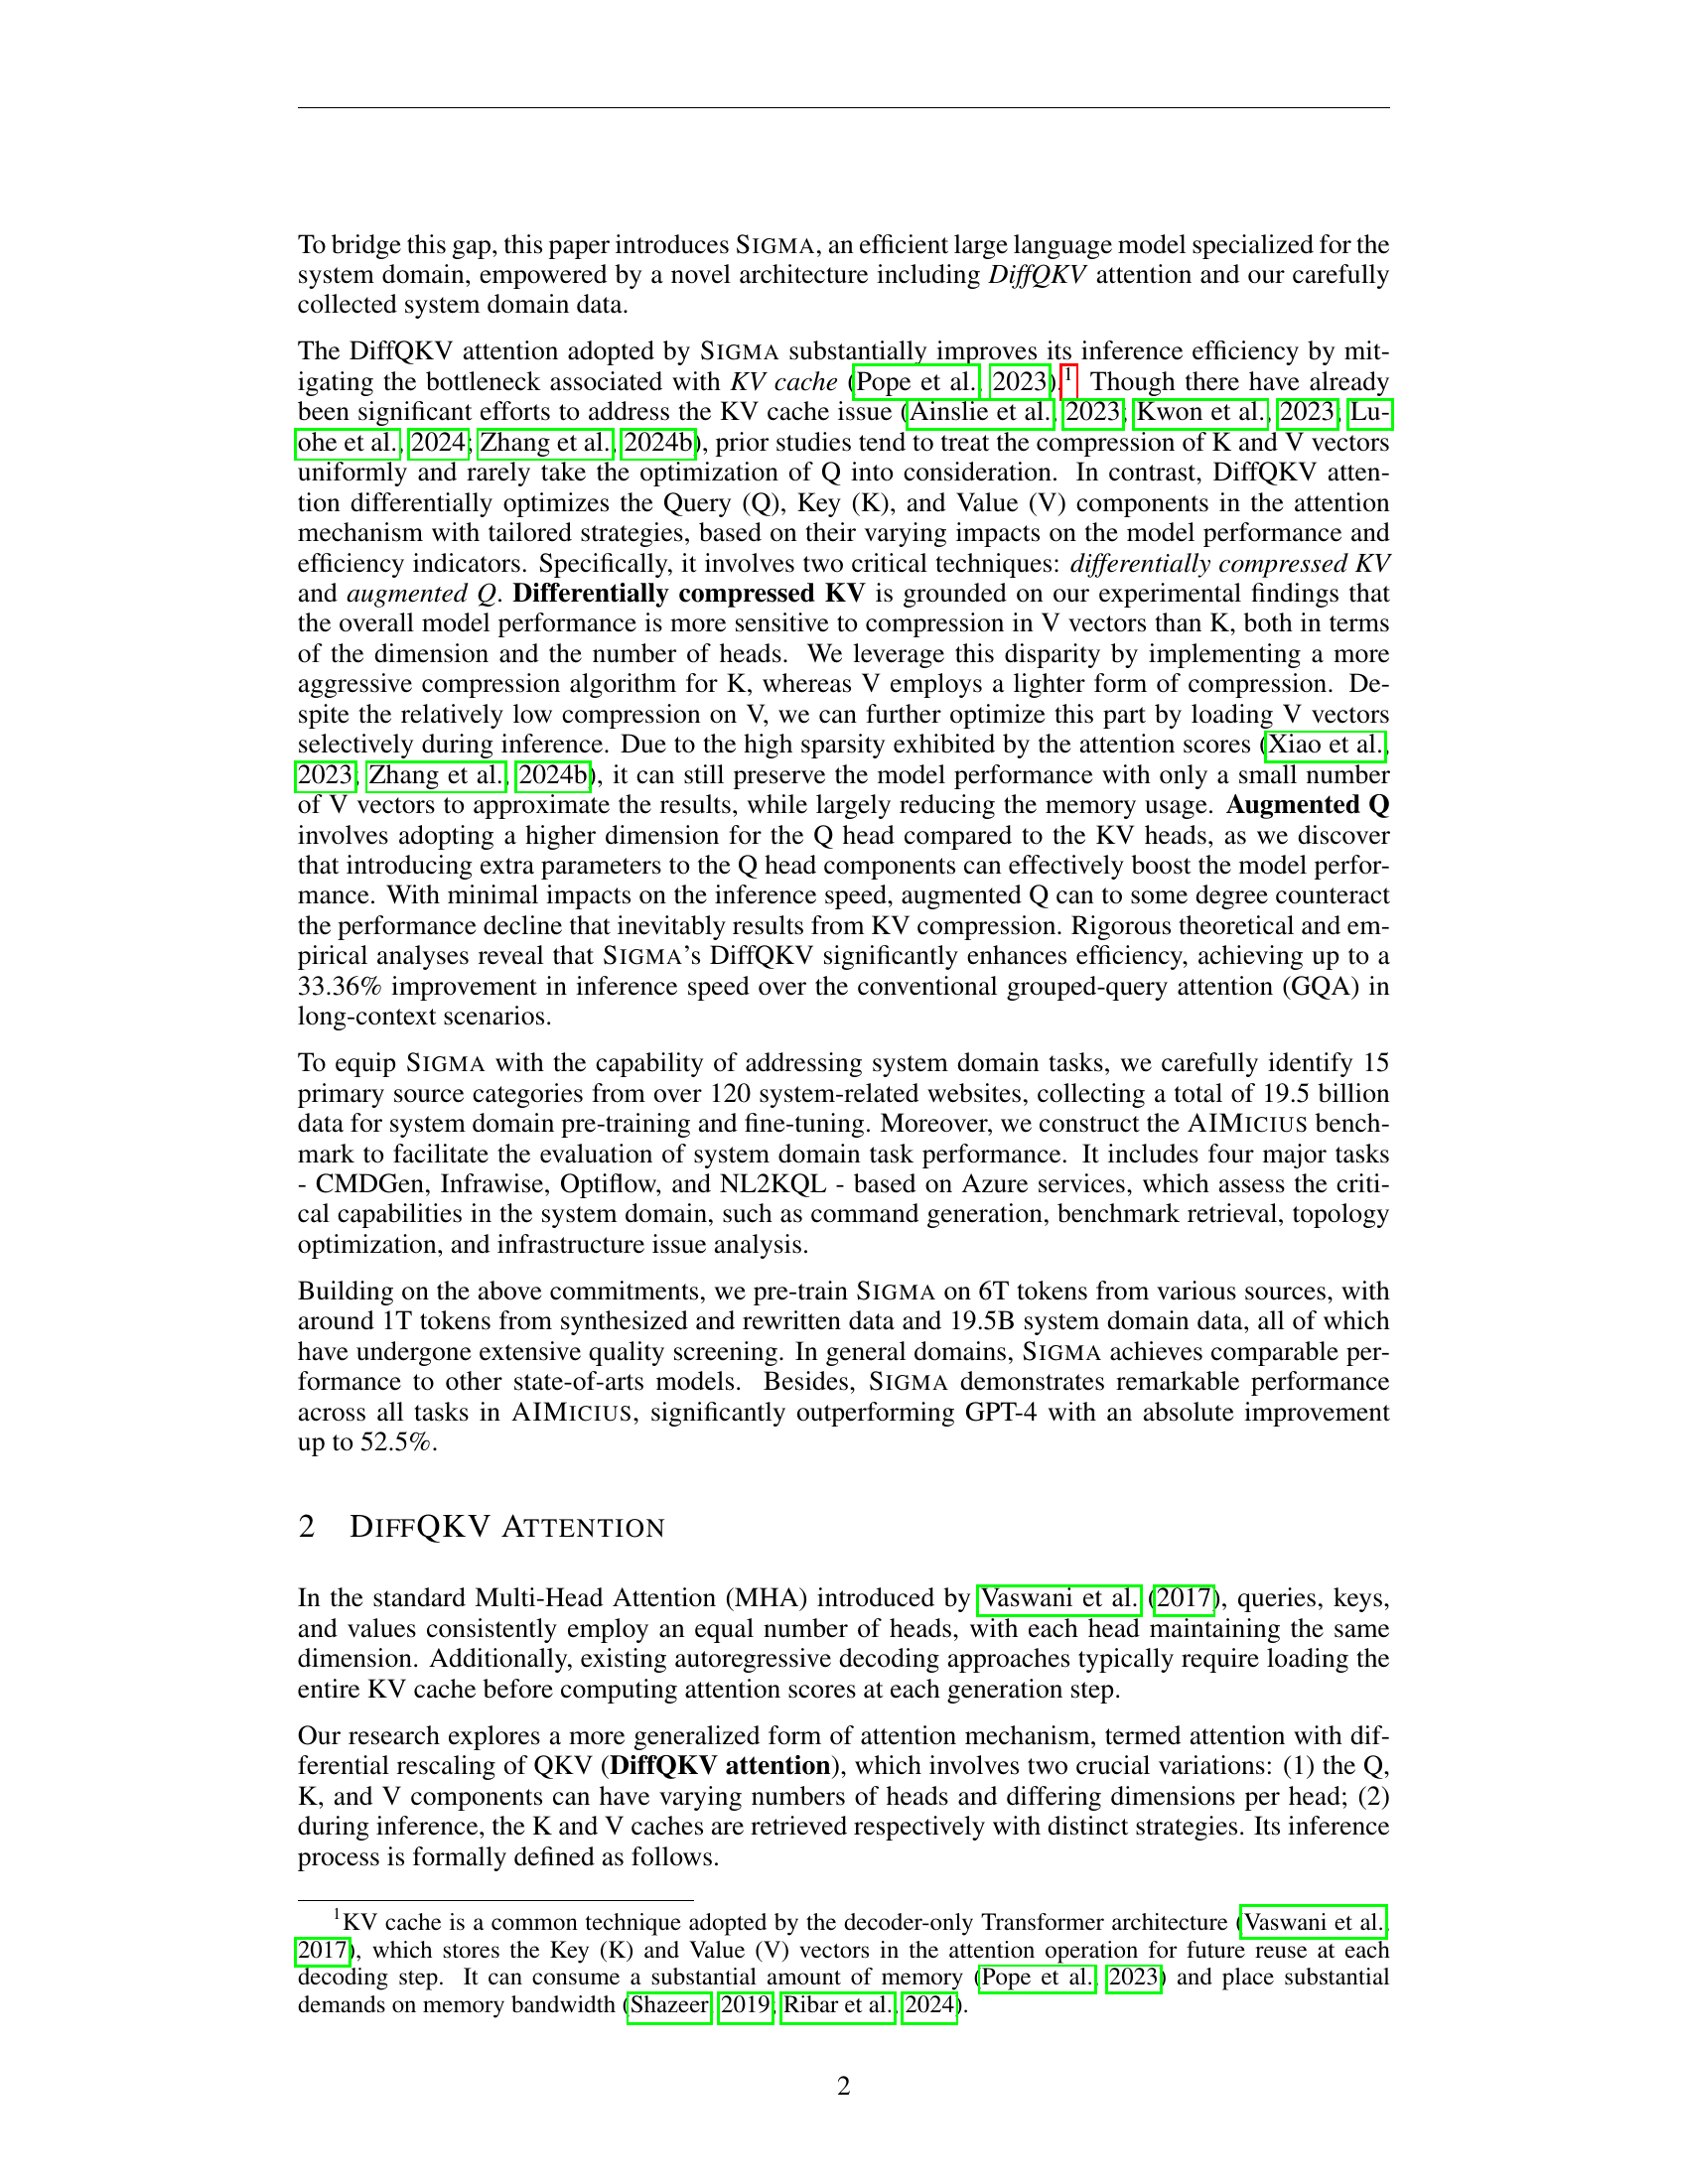 To bridge this gap, this paper introduces SIGMA, an efficient large language model specialized for the
system domain, empowered by a novel architecture including DiffQKV attention and our carefully
collected system domain data.
The DiffQKV attention adopted by SIGMA substantially improves its inference efficiency by mit-
igating the bottleneck associated with KV cache (Pope et al., 2023).1 Though there have already
been significant efforts to address the KV cache issue (Ainslie et al., 2023; Kwon et al., 2023; Lu-
ohe et al., 2024; Zhang et al., 2024b), prior studies tend to treat the compression of K and V vectors
uniformly and rarely take the optimization of Q into consideration. In contrast, DiffQKV atten-
tion differentially optimizes the Query (Q), Key (K), and Value (V) components in the attention
mechanism with tailored strategies, based on their varying impacts on the model performance and
efficiency indicators. Specifically, it involves two critical techniques: differentially compressed KV
and augmented Q. Differentially compressed KV is grounded on our experimental findings that
the overall model performance is more sensitive to compression in V vectors than K, both in terms
of the dimension and the number of heads. We leverage this disparity by implementing a more
aggressive compression algorithm for K, whereas V employs a lighter form of compression. De-
spite the relatively low compression on V, we can further optimize this part by loading V vectors
selectively during inference. Due to the high sparsity exhibited by the attention scores (Xiao et al.,
2023; Zhang et al., 2024b), it can still preserve the model performance with only a small number
of V vectors to approximate the results, while largely reducing the memory usage. Augmented Q
involves adopting a higher dimension for the Q head compared to the KV heads, as we discover
that introducing extra parameters to the Q head components can effectively boost the model perfor-
mance. With minimal impacts on the inference speed, augmented Q can to some degree counteract
the performance decline that inevitably results from KV compression. Rigorous theoretical and em-
pirical analyses reveal that SIGMA's DiffQKV significantly enhances efficiency, achieving up to a
33.36% improvement in inference speed over the conventional grouped-query attention (GQA) in
long-context scenarios.
To equip SIGMA with the capability of addressing system domain tasks, we carefully identify 15
primary source categories from over 120 system-related websites, collecting a total of 19.5 billion
data for system domain pre-training and fine-tuning. Moreover, we construct the AIMICIUS bench-
mark to facilitate the evaluation of system domain task performance. It includes four major tasks
- CMDGen, Infrawise, Optiflow, and NL2KQL - based on Azure services, which assess the criti-
cal capabilities in the system domain, such as command generation, benchmark retrieval, topology
optimization, and infrastructure issue analysis.
Building on the above commitments, we pre-train SIGMA on 6T tokens from various sources, with
around 1T tokens from synthesized and rewritten data and 19.5B system domain data, all of which
have undergone extensive quality screening. In general domains, SIGMA achieves comparable per-
formance to other state-of-arts models. Besides, SIGMA demonstrates remarkable performance
across all tasks in AIMICIUS, significantly outperforming GPT-4 with an absolute improvement
up to 52.5%.
2 DIFFQKV ATTENTION
In the standard Multi-Head Attention (MHA) introduced by Vaswani et al. (2017), queries, keys,
and values consistently employ an equal number of heads, with each head maintaining the same
dimension. Additionally, existing autoregressive decoding approaches typically require loading the
entire KV cache before computing attention scores at each generation step.
Our research explores a more generalized form of attention mechanism, termed attention with dif-
ferential rescaling of QKV (DiffQKV attention), which involves two crucial variations: (1) the Q,
K, and V components can have varying numbers of heads and differing dimensions per head; (2)
during inference, the K and V caches are retrieved respectively with distinct strategies. Its inference
process is formally defined as follows.
1KV cache is a common technique adopted by the decoder-only Transformer architecture (Vaswani et al.,
2017), which stores the Key (K) and Value (V) vectors in the attention operation for future reuse at each
decoding step. It can consume a substantial amount of memory (Pope et al., 2023) and place substantial
demands on memory bandwidth (Shazeer, 2019; Ribar et al., 2024).
2